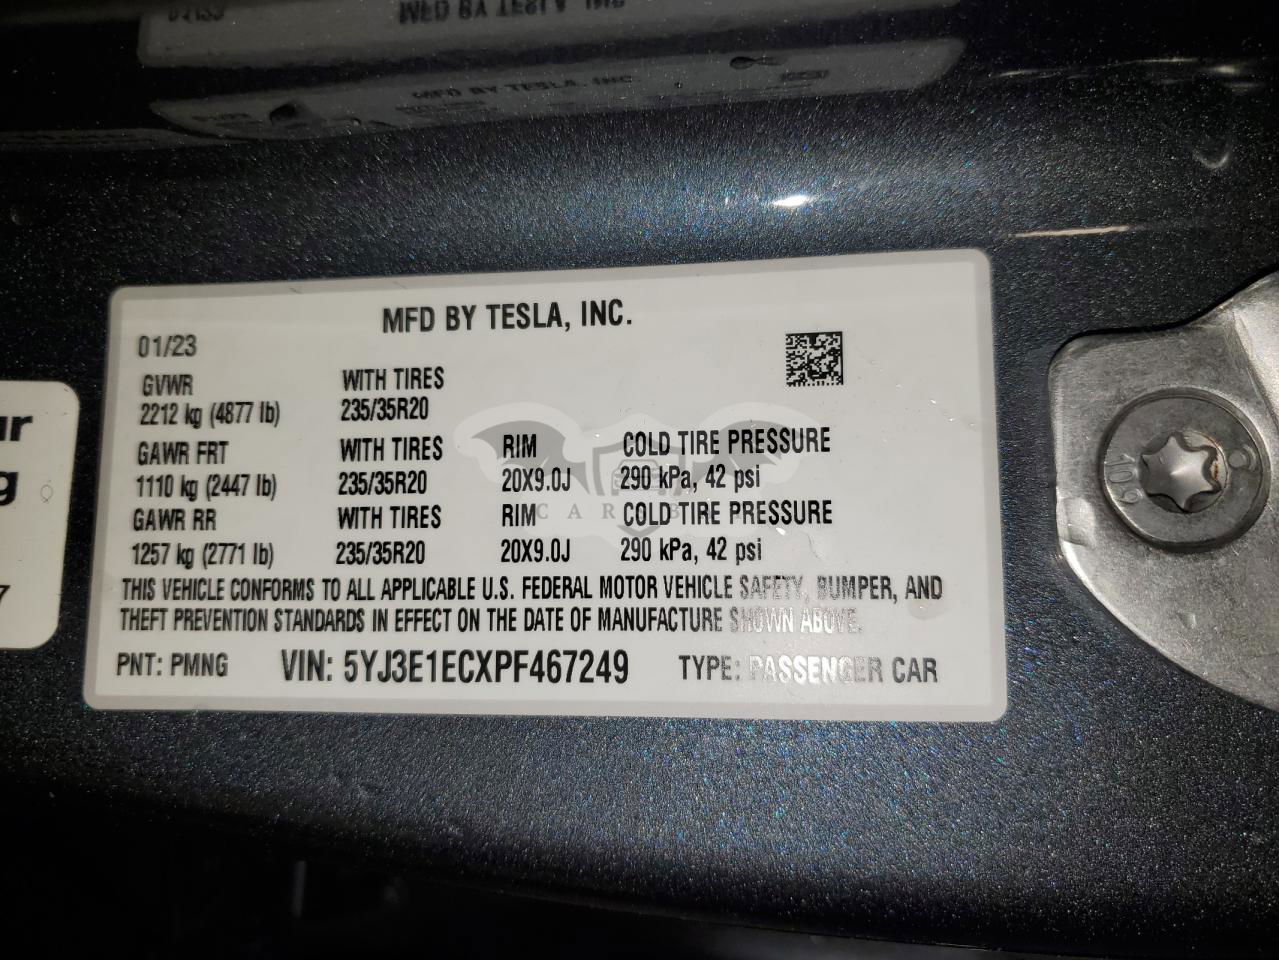 MFD BY TESLA, INC
MFD BY TESLA, INC.
01/23
GVWR WITH TIRES
2212 kg (4877 lb) 235/35R20
GAWR FRT WITH TIRES RIM COLD TIRE PRESSURE
1110 kg (2447 lb) 235/35R20 20X9.0J 290 kPa, 42 psi
GAWR RR WITH TIRES RIM COLD TIRE PRESSURE
1257 kg (2771 lb) 235/35R20 20X9.0J 290 kPa, 42 psi
THIS VEHICLE CONFORMS TO ALL APPLICABLE U.S. FEDERAL MOTOR VEHICLE SAFETY, BUMPER, AND
THEFT PREVENTION STANDARDS IN EFFECT ON THE DATE OF MANUFACTURE SHOWN ABOVE.
PNT: PMNG VIN: 5YJ3E1ECXPF467249 TYPE: PASSENGER CAR
ur
g
7
109